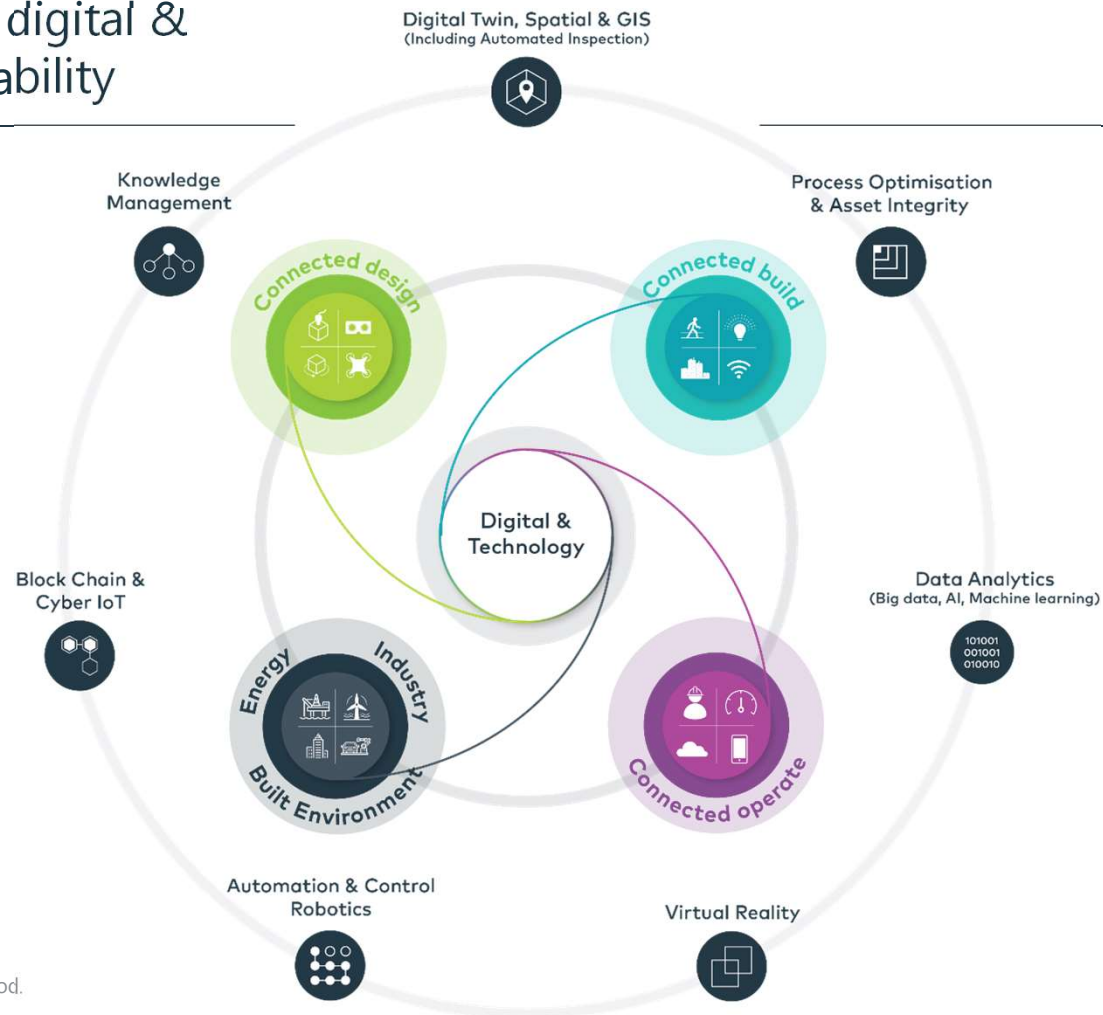 digital &
ability
Digital Twin, Spatial & GIS
(Including Automated Inspection)
Knowledge
Management
Process Optimisation
& Asset Integrity
Connected design
Connected build
Digital &
Technology
Block Chain &
Cyber IoT
Data Analytics
(Big data, AI, Machine learning)
101001
001001
010010
Energy
Industry
Built Environment
Connected operate
Automation & Control
Robotics
Virtual Reality
od.